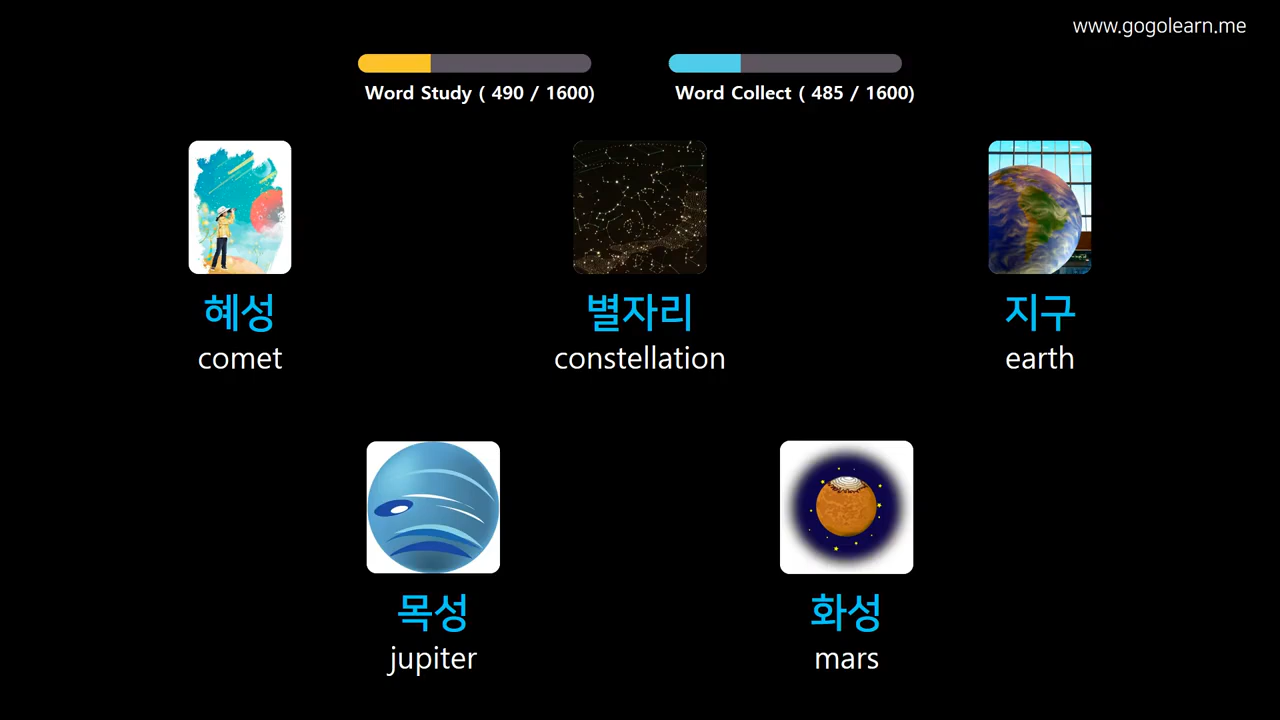 www.gogolearn.me
Word Study ( 490 / 1600)
Word Collect ( 485 / 1600)
혜성
comet
별자리
constellation
지구
earth
목성
jupiter
화성
mars